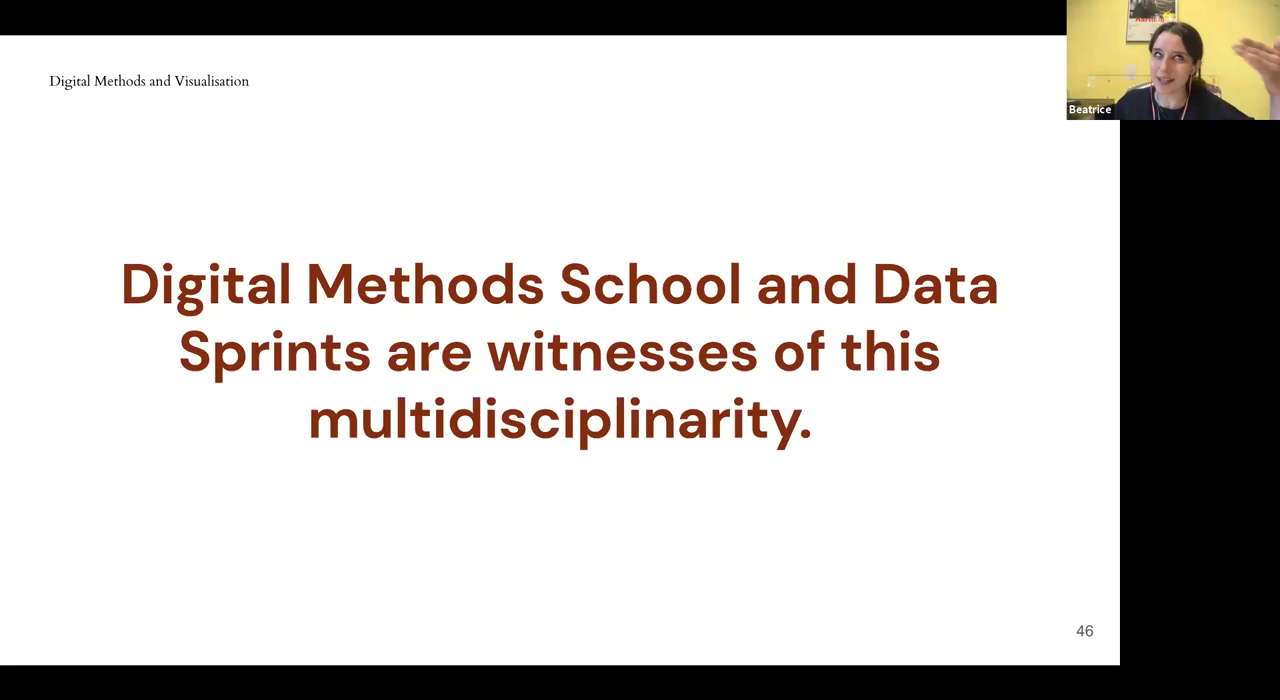 Digital Methods and Visualisation
Beatrice
Digital Methods School and Data
Sprints are witnesses of this
multidisciplinarity.
46